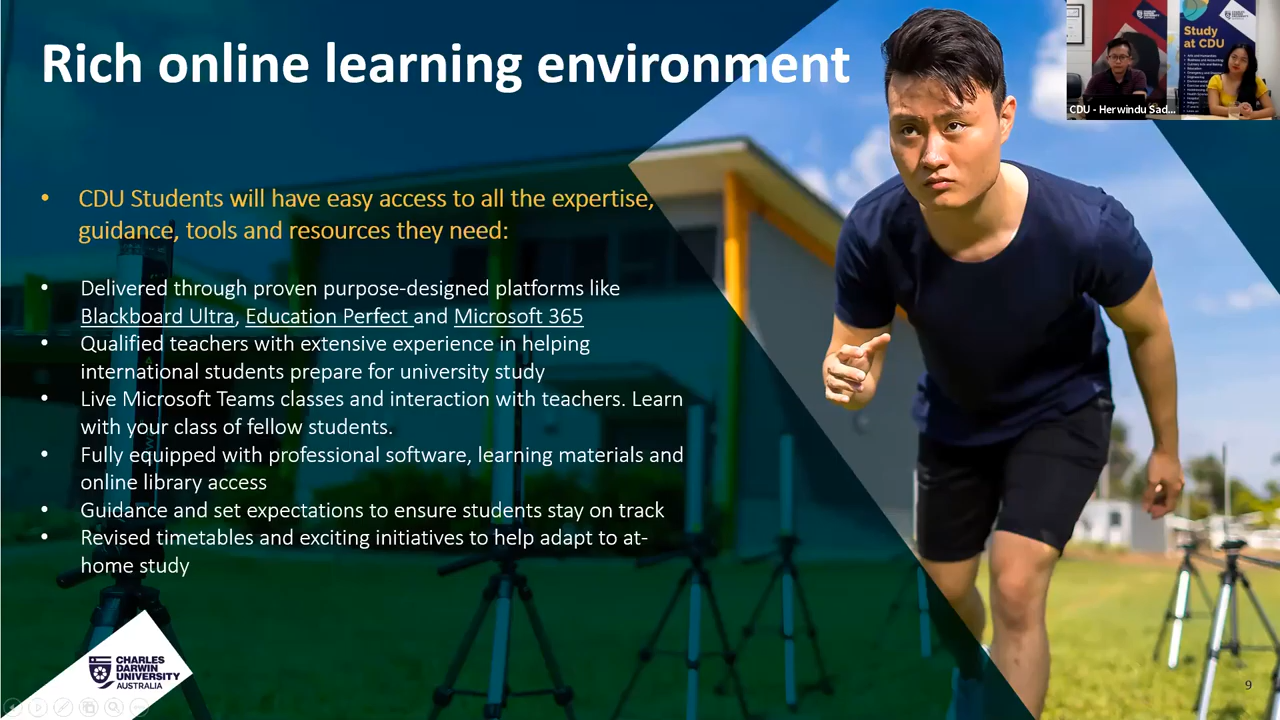 Rich online learning environment
• CDU Students will have easy access to all the expertise,
guidance, tools and resources they need:
• Delivered through proven purpose-designed platforms like
Blackboard Ultra, Education Perfect and Microsoft 365
• Qualified teachers with extensive experience in helping
international students prepare for university study
• Live Microsoft Teams classes and interaction with teachers. Learn
with your class of fellow students.
• Fully equipped with professional software, learning materials and
online library access
• Guidance and set expectations to ensure students stay on track
• Revised timetables and exciting initiatives to help adapt to at-
home study
CHARLES
DARWIN
UNIVERSITY
AUSTRALIA
Study
at CDU
CDU - Herwindu Sad...
9